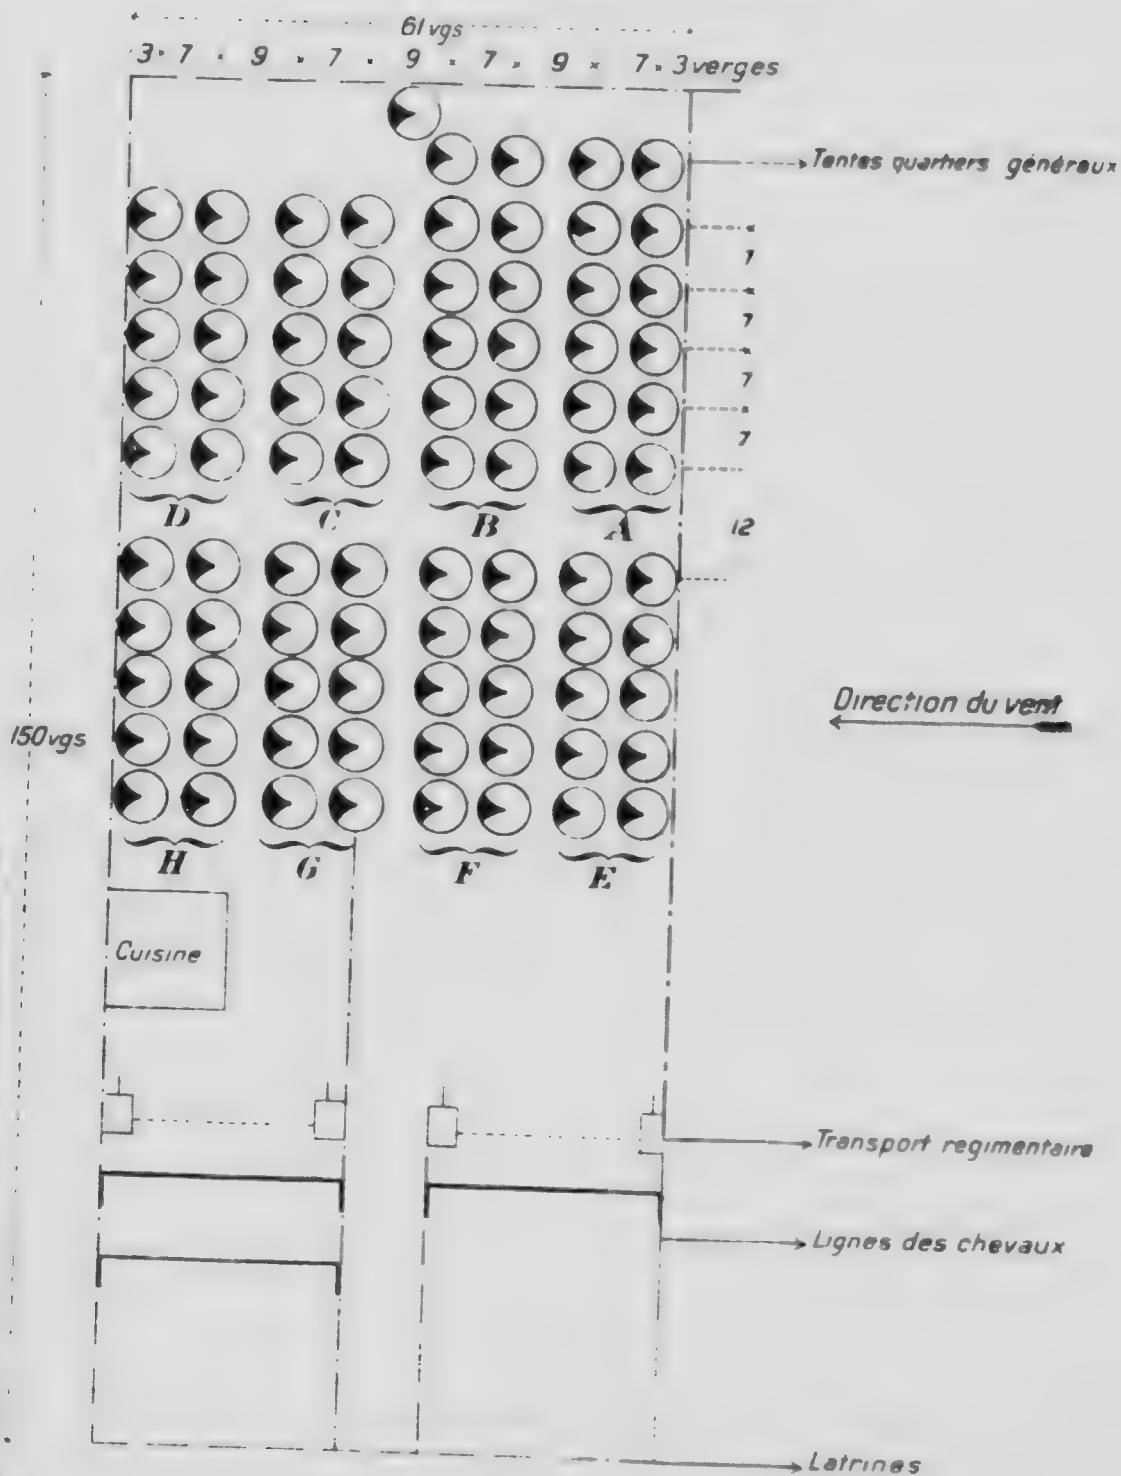 61 vgs
3 × 7 × 9 × 7 × 9 × 7 × 9 × 7 × 3 verges
Tentes quartiers généraux
7
7
7
7
D C B A
12
Direction du vent
150 vgs
H G F E
Cuisine
Transport régimentaire
Lignes des chevaux
Latrines